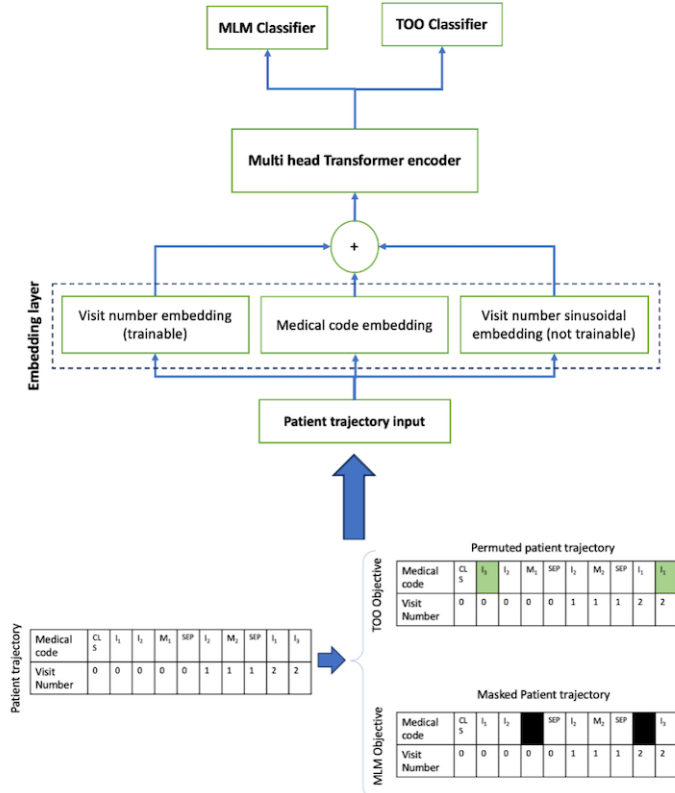 MLM Classifier
TOO Classifier
Multi head Transformer encoder
+
Embedding layer
Visit number embedding
(trainable)
Medical code embedding
Visit number sinusoidal
embedding (not trainable)
Patient trajectory input
Permuted patient trajectory
TOO Objective
Medical code CL S I₃ I₂ M₁ SEP I₂ M₂ SEP I₁ I₁
Visit Number 0 0 0 0 0 1 1 1 2 2
Patient trajectory
Medical code CL S I₁ I₂ M₁ SEP I₂ M₂ SEP I₁ I₃
Visit Number 0 0 0 0 0 1 1 1 2 2
Masked Patient trajectory
MLM Objective
Medical code CL S I₁ I₂ SEP I₂ M₂ SEP I₃
Visit Number 0 0 0 0 0 1 1 1 2 2